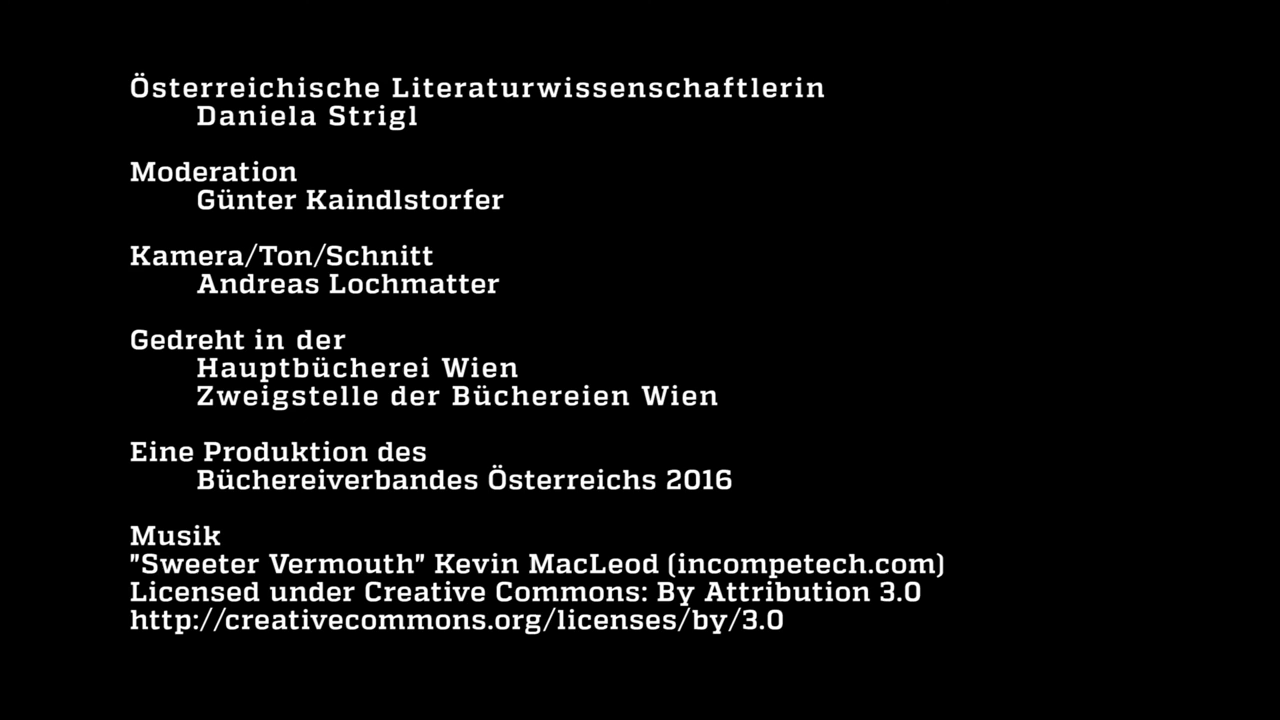 Österreichische Literaturwissenschaftlerin
Daniela Strigl
Moderation
Günter Kaindlstorfer
Kamera/Ton/Schnitt
Andreas Lochmatter
Gedreht in der
Hauptbücherei Wien
Zweigstelle der Büchereien Wien
Eine Produktion des
Büchereiverbandes Österreichs 2016
Musik
"Sweeter Vermouth" Kevin MacLeod (incompetech.com)
Licensed under Creative Commons: By Attribution 3.0
http://creativecommons.org/licenses/by/3.0